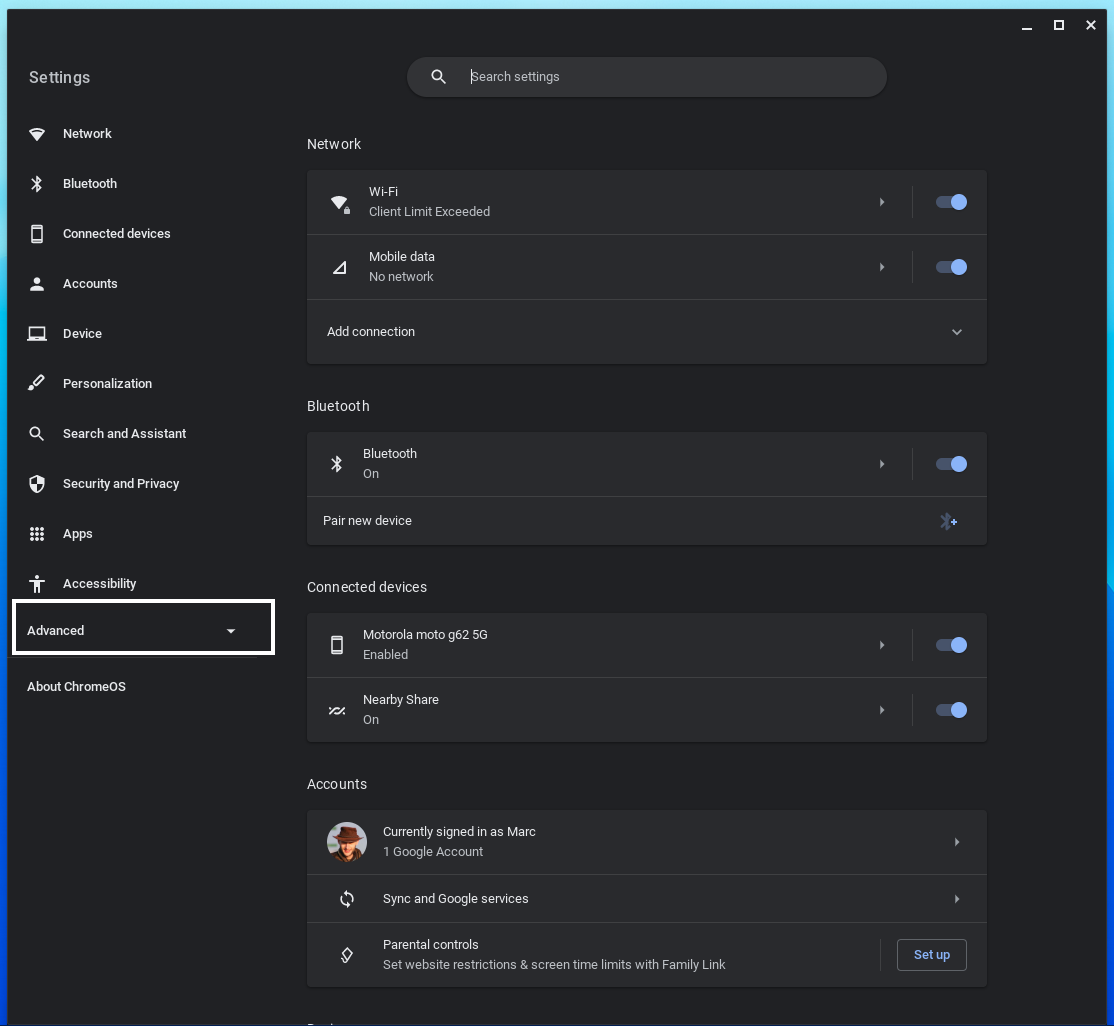 Settings
Search settings
Network
Bluetooth
Connected devices
Accounts
Device
Personalization
Search and Assistant
Security and Privacy
Apps
Accessibility
Advanced
About ChromeOS
Network
Wi-Fi
Client Limit Exceeded
Mobile data
No network
Add connection
Bluetooth
Bluetooth
On
Pair new device
Connected devices
Motorola moto g62 5G
Enabled
Nearby Share
On
Accounts
Currently signed in as Marc
1 Google Account
Sync and Google services
Parental controls
Set website restrictions & screen time limits with Family Link
Set up